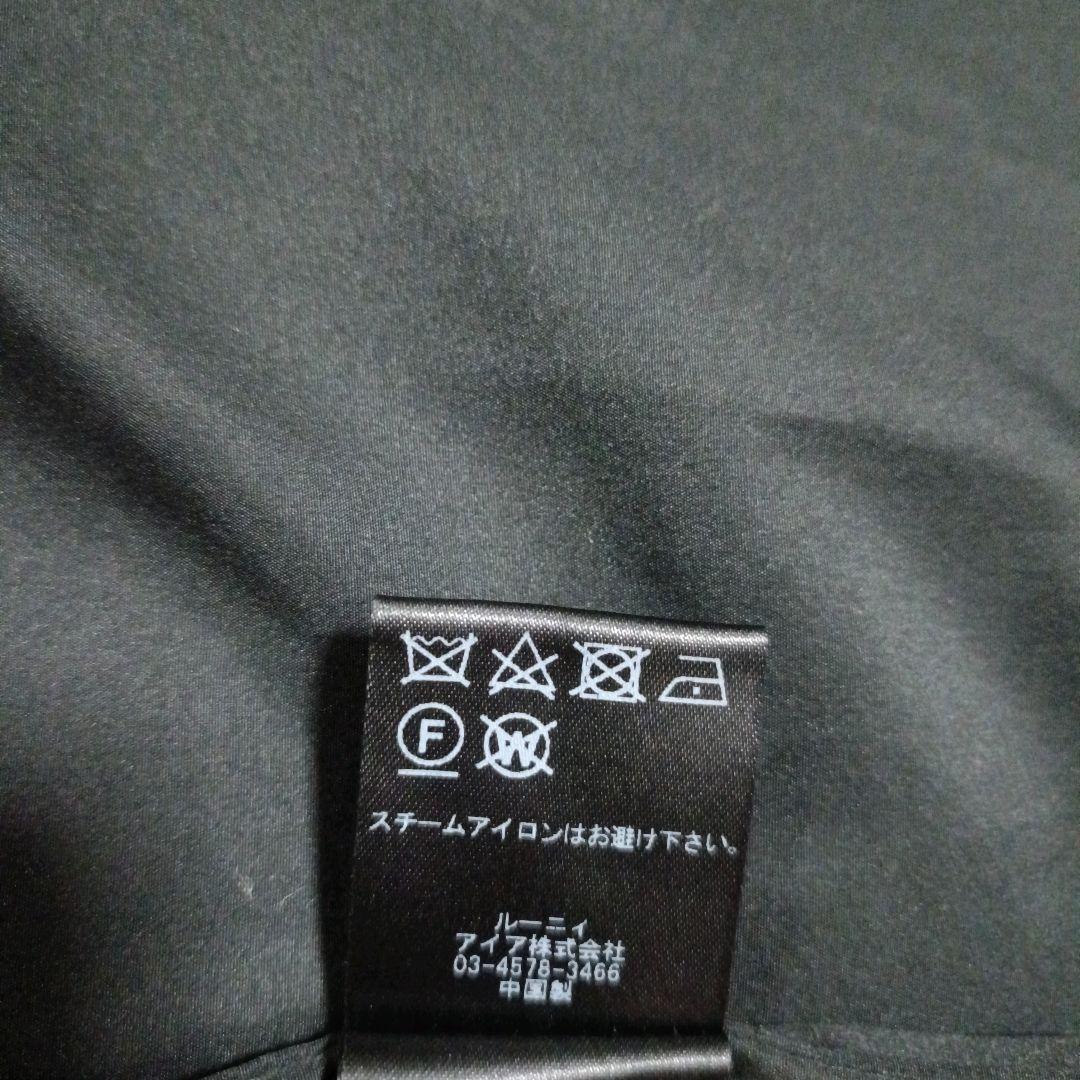 F W
スチームアイロンはお避け下さい。
ルーニィ
アイア株式会社
03-4578-3466
中国製